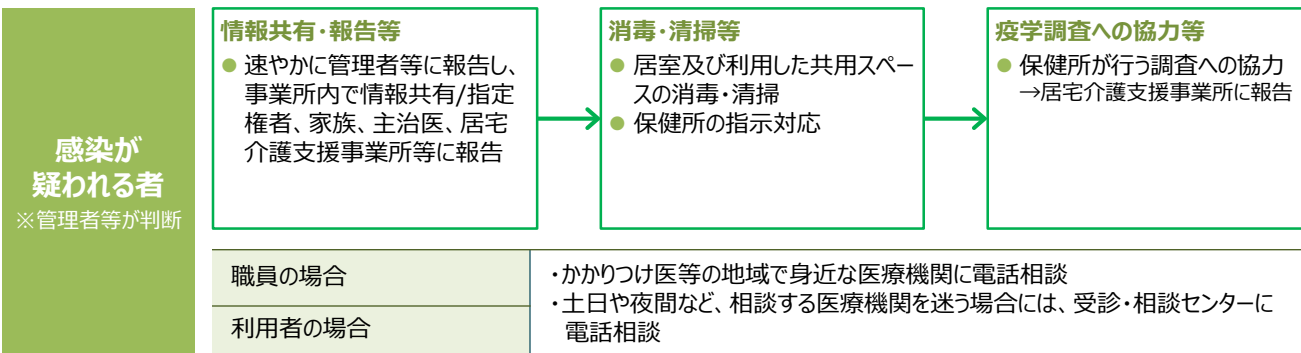 感染が
疑われる者
※管理者等が判断
情報共有・報告等
● 速やかに管理者等に報告し、
事業所内で情報共有/指定
権者、家族、主治医、居宅
介護支援事業所等に報告
消毒・清掃等
● 居室及び利用した共用スペー
スの消毒・清掃
● 保健所の指示対応
疫学調査への協力等
● 保健所が行う調査への協力
→居宅介護支援事業所に報告
職員の場合
利用者の場合
・かかりつけ医等の地域で身近な医療機関に電話相談
・土日や夜間など、相談する医療機関を迷う場合には、受診・相談センターに
電話相談